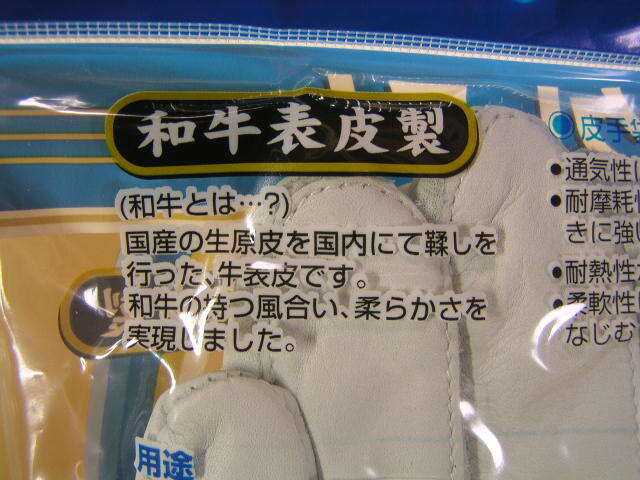 和牛表皮製
(和牛とは…?)
国産の生原皮を国内にて鞣しを
行った、牛表皮です。
和牛の持つ風合い、柔らかさを
実現しました。
皮手
•通気性
•耐摩耗
きに強
•耐熱性
•柔軟性
なじむ
用途